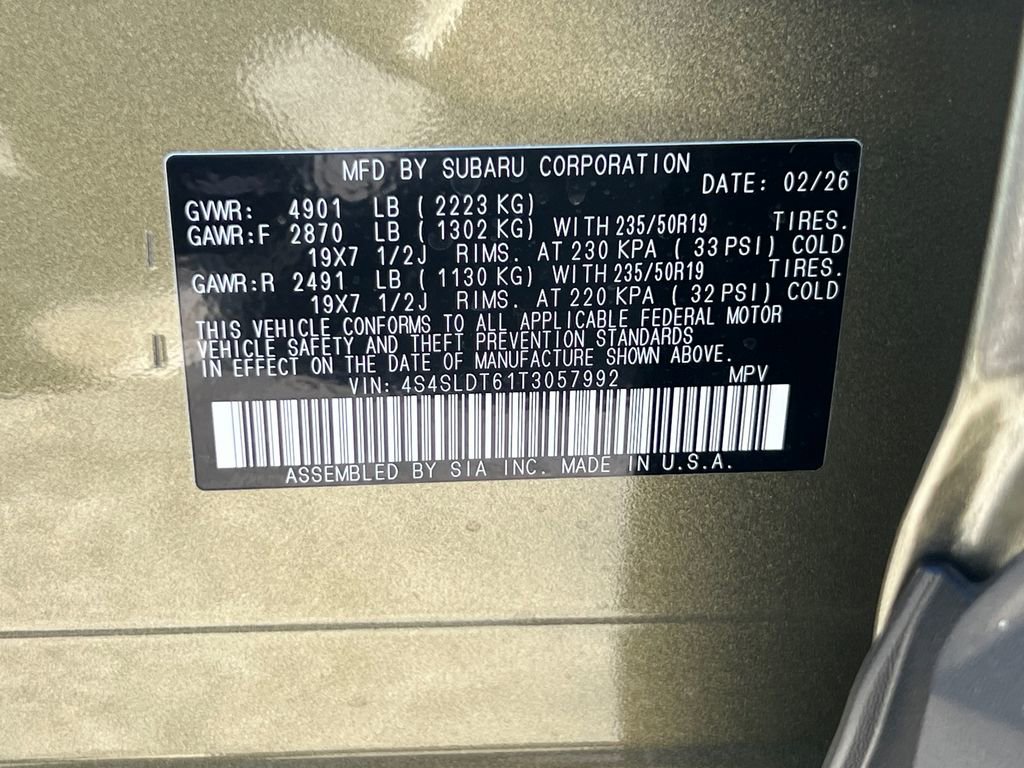 MFD BY SUBARU CORPORATION DATE: 02/26
GVWR: 4901 LB ( 2223 KG)
GAWR:F 2870 LB ( 1302 KG) WITH 235/50R19 TIRES.
19X7 1/2J RIMS. AT 230 KPA ( 33 PSI) COLD
GAWR:R 2491 LB ( 1130 KG) WITH 235/50R19 TIRES.
19X7 1/2J RIMS. AT 220 KPA ( 32 PSI) COLD
THIS VEHICLE CONFORMS TO ALL APPLICABLE FEDERAL MOTOR
VEHICLE SAFETY AND THEFT PREVENTION STANDARDS
IN EFFECT ON THE DATE OF MANUFACTURE SHOWN ABOVE.
VIN: 4S4SLDT61T3057992 MPV
ASSEMBLED BY SIA INC. MADE IN U.S.A.